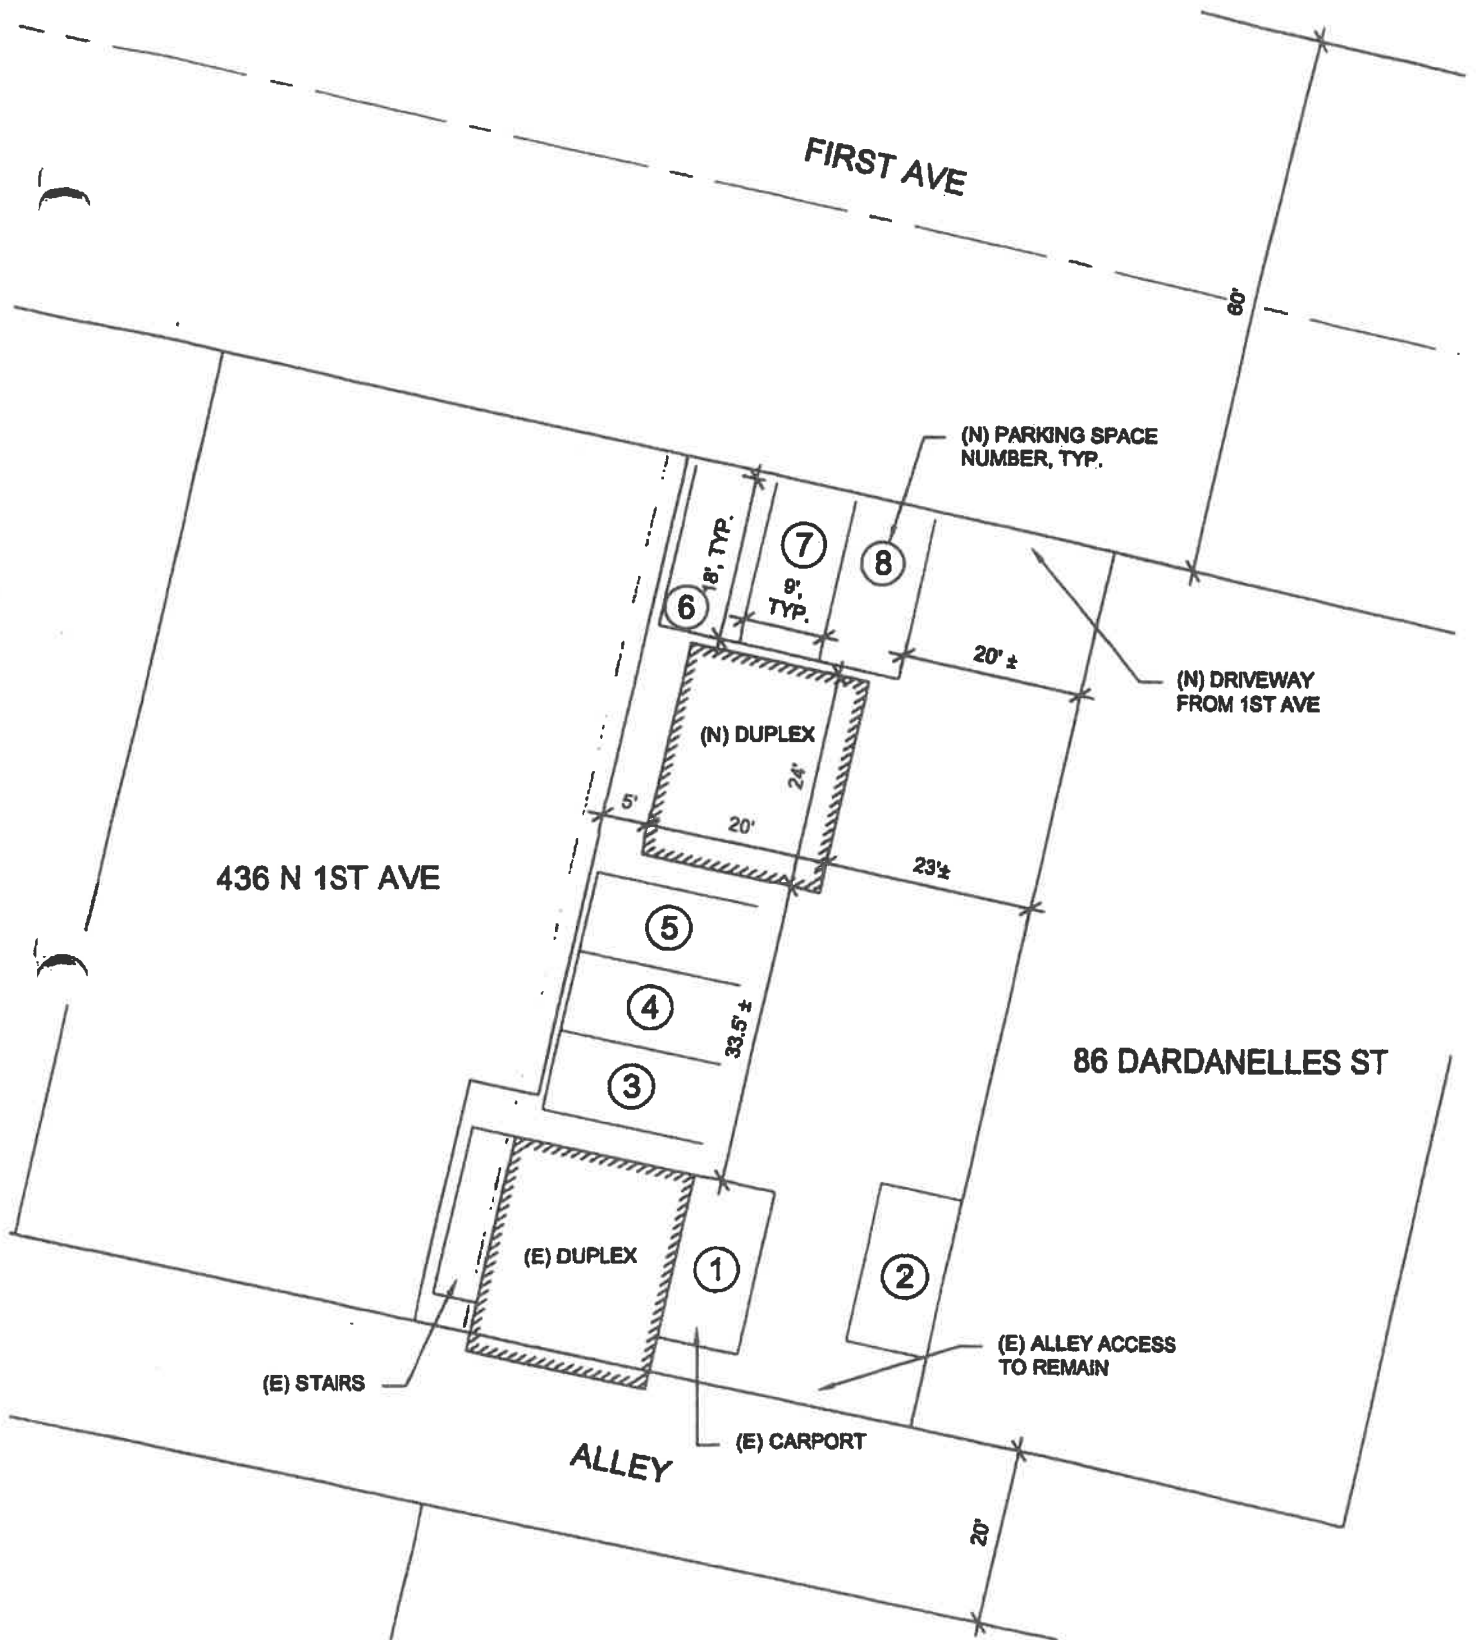 FIRST AVE
60'
(N) PARKING SPACE
NUMBER, TYP.
18', TYP.
7
8
9',
TYP.
6
20' ±
(N) DRIVEWAY
FROM 1ST AVE
(N) DUPLEX
24'
5'
20'
23'±
436 N 1ST AVE
5
4
33.5' ±
3
86 DARDANELLES ST
(E) DUPLEX
1
2
(E) ALLEY ACCESS
TO REMAIN
(E) STAIRS
(E) CARPORT
ALLEY
20'